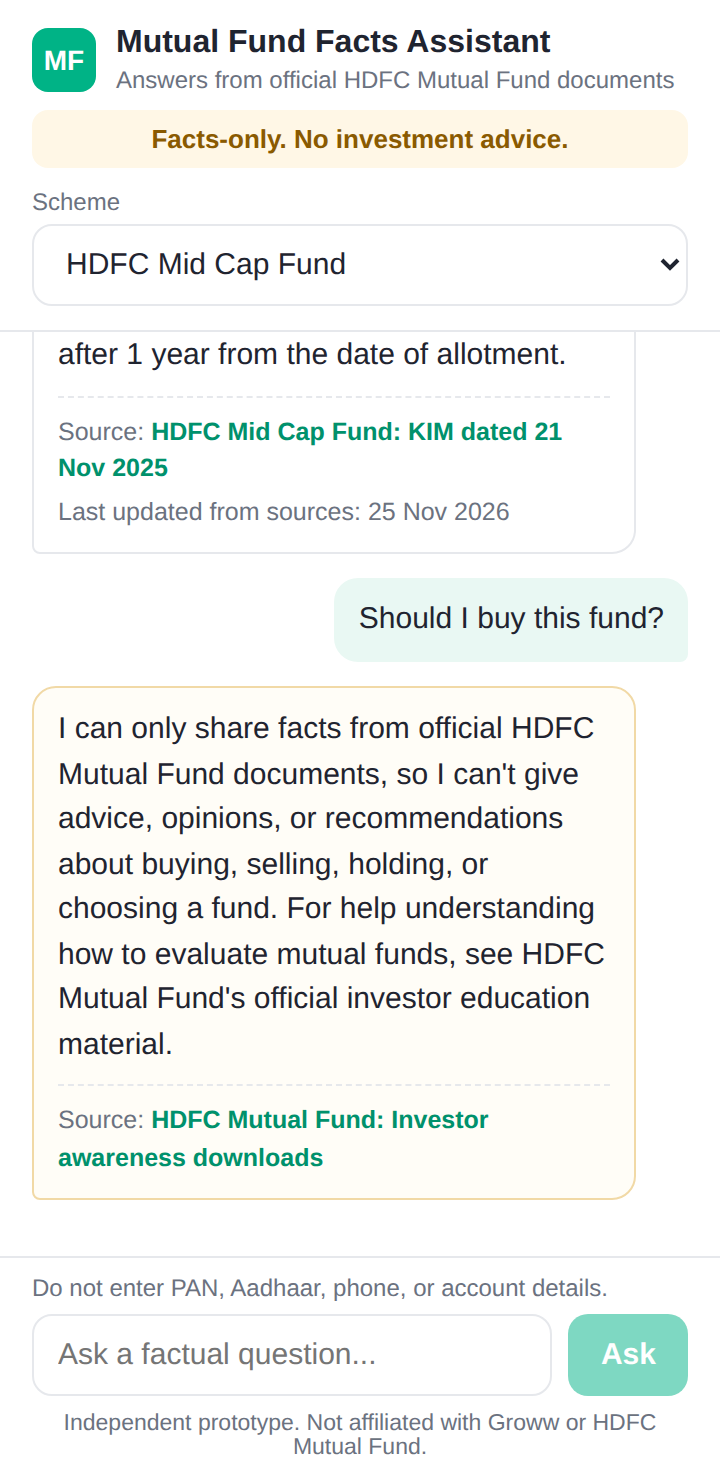 MF
Mutual Fund Facts Assistant
Answers from official HDFC Mutual Fund documents
Facts-only. No investment advice.
Scheme
HDFC Mid Cap Fund
after 1 year from the date of allotment.
Source: HDFC Mid Cap Fund: KIM dated 21
Nov 2025
Last updated from sources: 25 Nov 2026
Should I buy this fund?
I can only share facts from official HDFC
Mutual Fund documents, so I can't give
advice, opinions, or recommendations
about buying, selling, holding, or
choosing a fund. For help understanding
how to evaluate mutual funds, see HDFC
Mutual Fund's official investor education
material.
Source: HDFC Mutual Fund: Investor
awareness downloads
Do not enter PAN, Aadhaar, phone, or account details.
Ask a factual question...
Ask
Independent prototype. Not affiliated with Groww or HDFC
Mutual Fund.